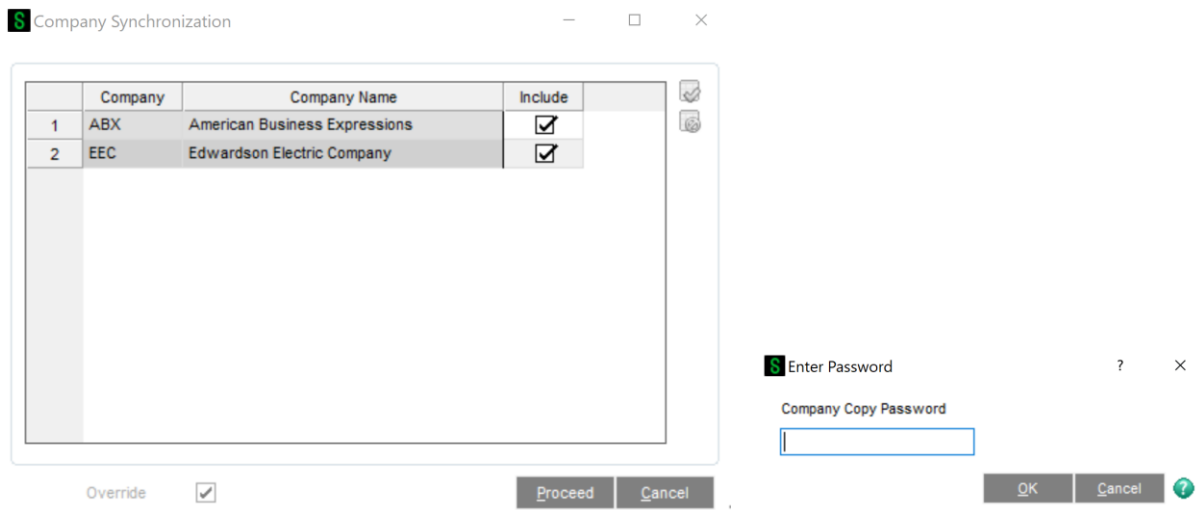 Company Synchronization
Company Company Name Include
1 ABX American Business Expressions
2 EEC Edwardson Electric Company
Override Proceed Cancel
Enter Password ?
Company Copy Password
OK Cancel ?